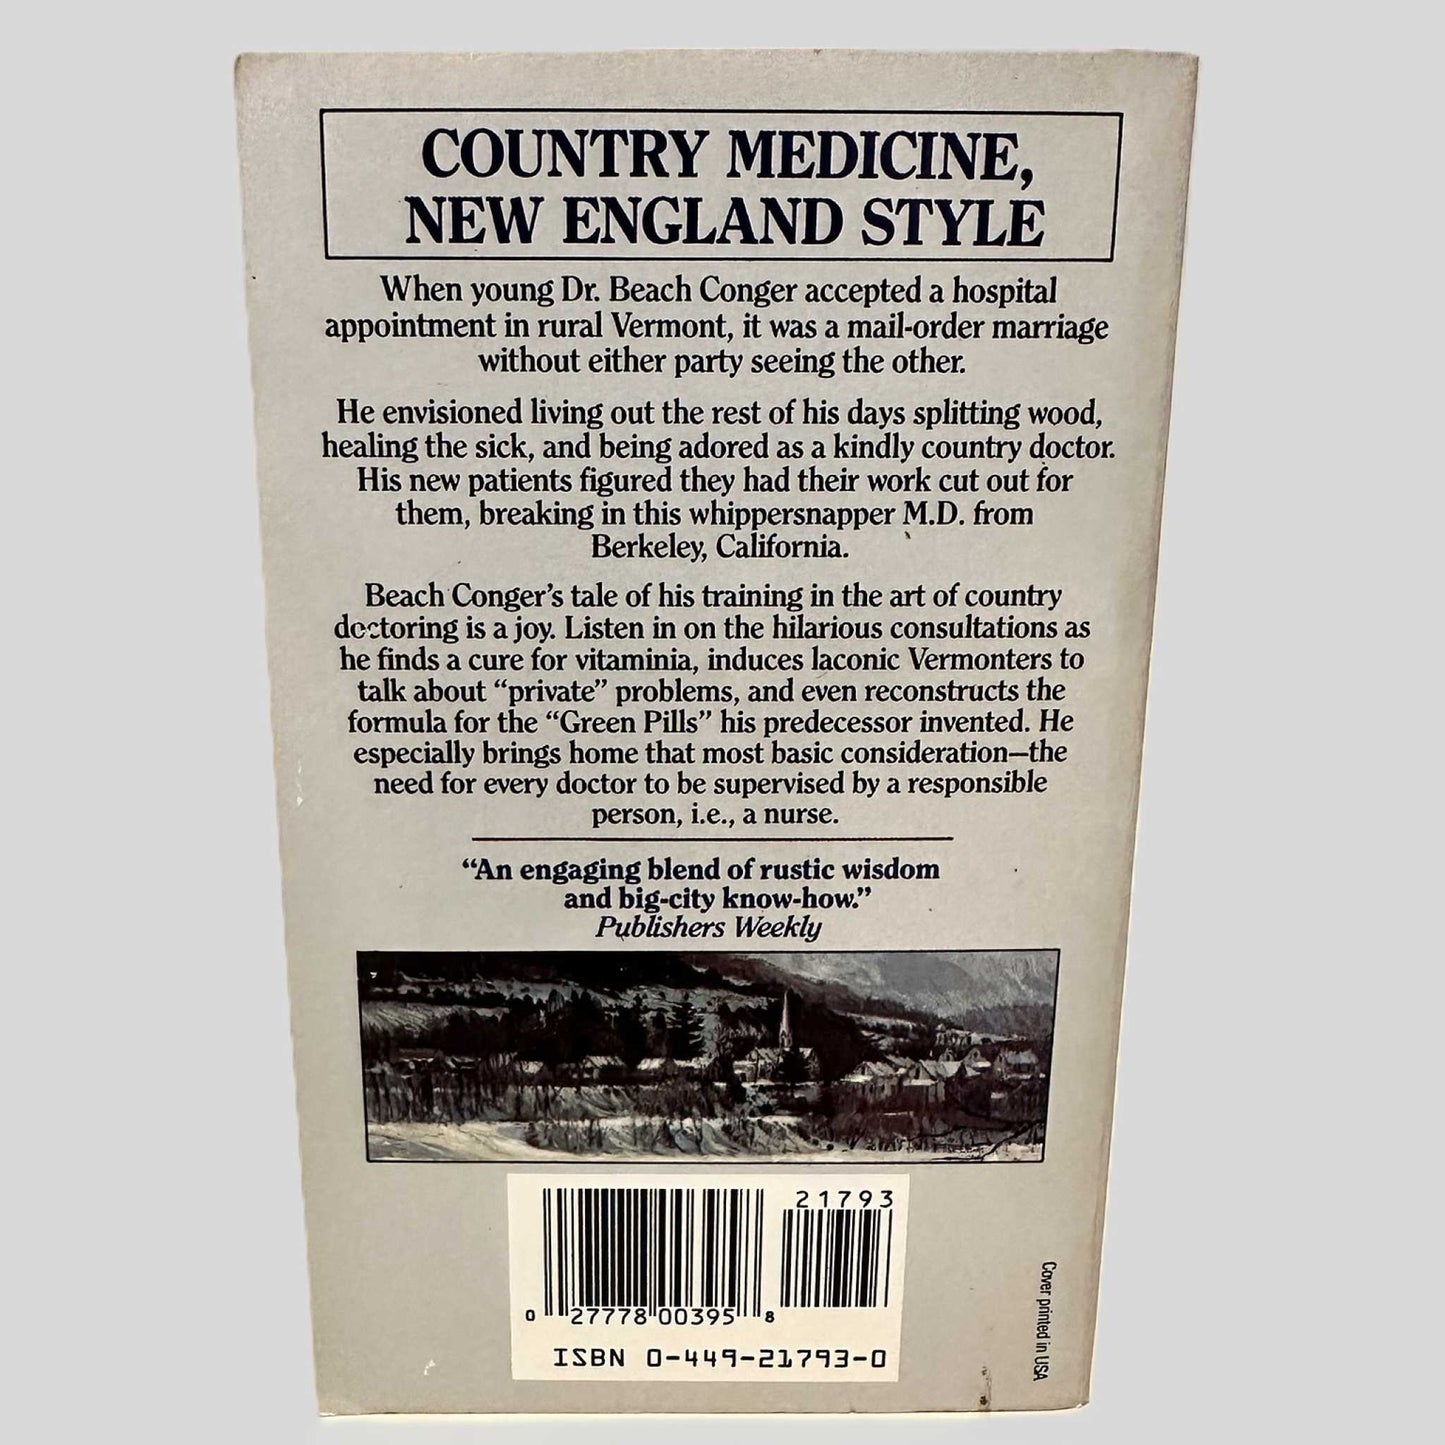 COUNTRY MEDICINE,
NEW ENGLAND STYLE
When young Dr. Beach Conger accepted a hospital
appointment in rural Vermont, it was a mail-order marriage
without either party seeing the other.
He envisioned living out the rest of his days splitting wood,
healing the sick, and being adored as a kindly country doctor.
His new patients figured they had their work cut out for
them, breaking in this whippersnapper M.D. from
Berkeley, California.
Beach Conger's tale of his training in the art of country
doctoring is a joy. Listen in on the hilarious consultations as
he finds a cure for vitaminia, induces laconic Vermonters to
talk about “private” problems, and even reconstructs the
formula for the “Green Pills” his predecessor invented. He
especially brings home that most basic consideration—the
need for every doctor to be supervised by a responsible
person, i.e., a nurse.
“An engaging blend of rustic wisdom
and big-city know-how.”
Publishers Weekly
21793
0 27778 00395 8
ISBN 0-449-21793-0
Cover printed in USA